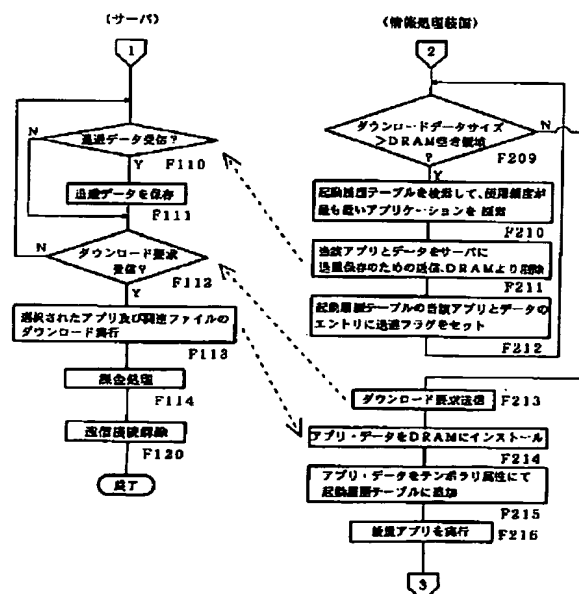 (サーバ)
1
退避データ受信?
N
Y
F110
退避データを保存
F111
ダウンロード要求
受信?
N
Y
F112
選択されたアプリ及び関連ファイルの
ダウンロード実行
F113
課金処理
F114
通信接続解除
F120
終了
(情報処理装置)
2
ダウンロードデータサイズ
>DRAM空き領域
?
N
Y
F209
起動履歴テーブルを検索して、使用頻度が
最も低いアプリケーションを
F210
当該アプリとデータをサーバに
退避保存のための送信、DRAMより削除
F211
起動履歴テーブルの当該アプリとデータの
エントリに退避フラグをセット
F212
ダウンロード要求送信
F213
アプリ・データをDRAMにインストール
F214
アプリ・データをテンポラリ属性にて
起動履歴テーブルに追加
F215
アプリを実行
F216
3